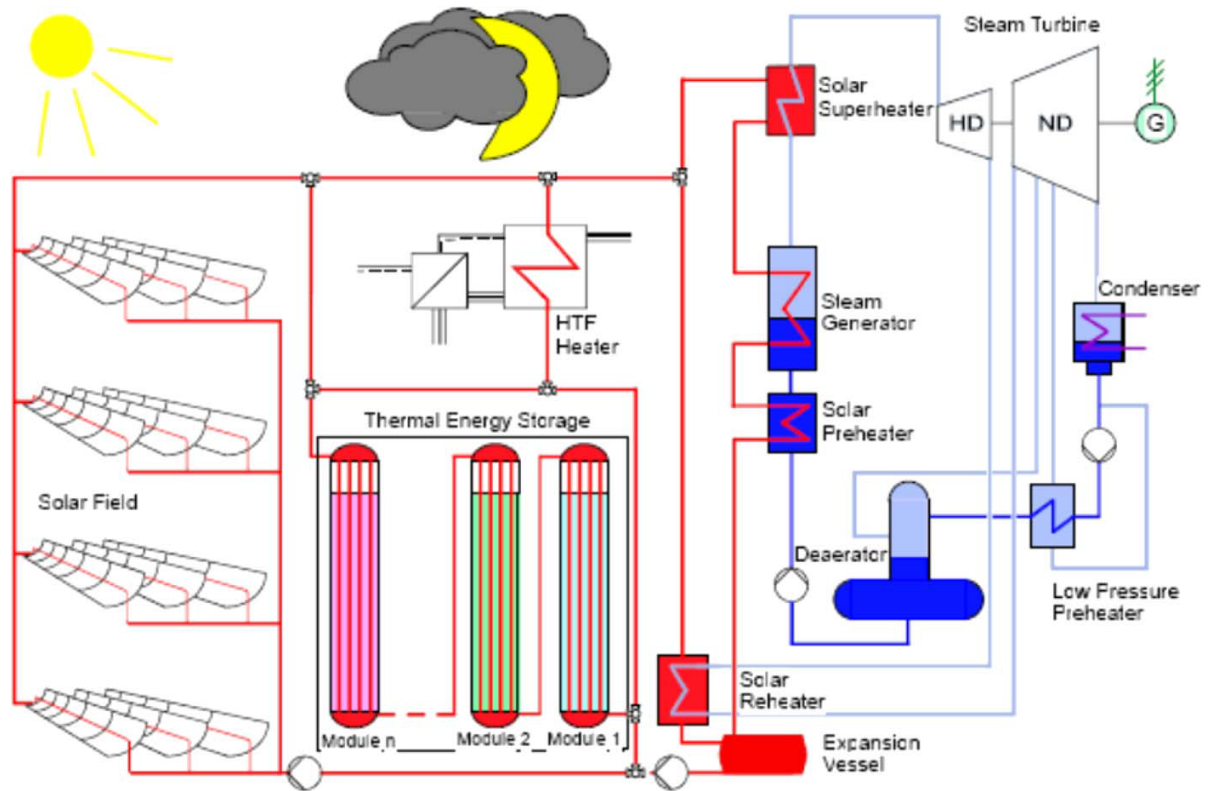 Steam Turbine
Solar
Superheater
HD
ND
G
HTF
Heater
Steam
Generator
Condenser
Thermal Energy Storage
Solar
Preheater
Solar Field
Deaerator
Low Pressure
Preheater
Solar
Reheater
Module n
Module 2
Module 1
Expansion
Vessel